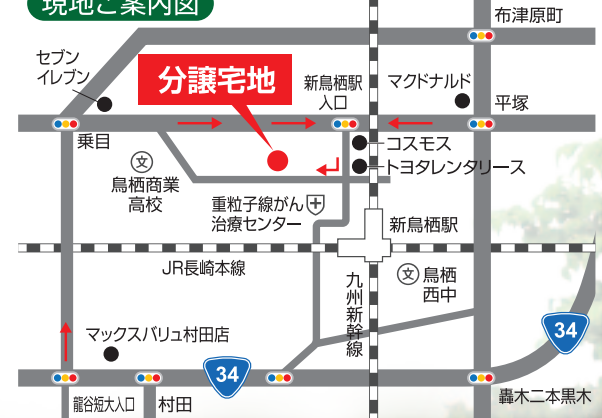 現地ご案内図
布津原町
セブン
イレブン
分譲宅地
新鳥栖駅
入口
マクドナルド
平塚
乗目
コスモス
トヨタレンタリース
文
鳥栖商業
高校
重粒子線がん
治療センター
新鳥栖駅
JR長崎本線
九州新幹線
文
鳥栖
西中
マックスバリュ村田店
34
34
龍谷短大入口
村田
轟木二本黒木